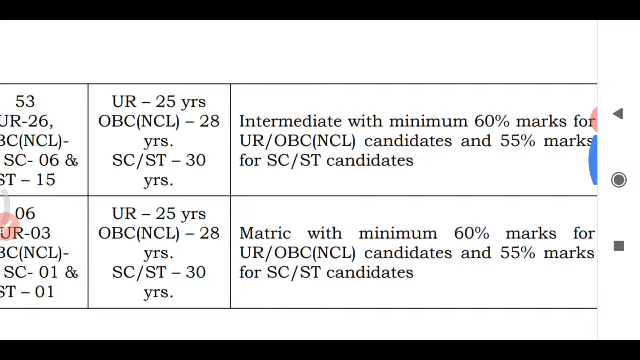 53
UR-26,
BC(NCL)-
SC- 06 &
ST – 15
UR – 25 yrs
OBC(NCL) – 28
yrs.
SC/ST – 30
yrs.
Intermediate with minimum 60% marks for
UR/OBC(NCL) candidates and 55% marks
for SC/ST candidates
06
UR-03
BC(NCL)-
SC- 01 &
ST – 01
UR – 25 yrs
OBC(NCL) – 28
yrs.
SC/ST – 30
yrs.
Matric with minimum 60% marks for
UR/OBC(NCL) candidates and 55% marks
for SC/ST candidates